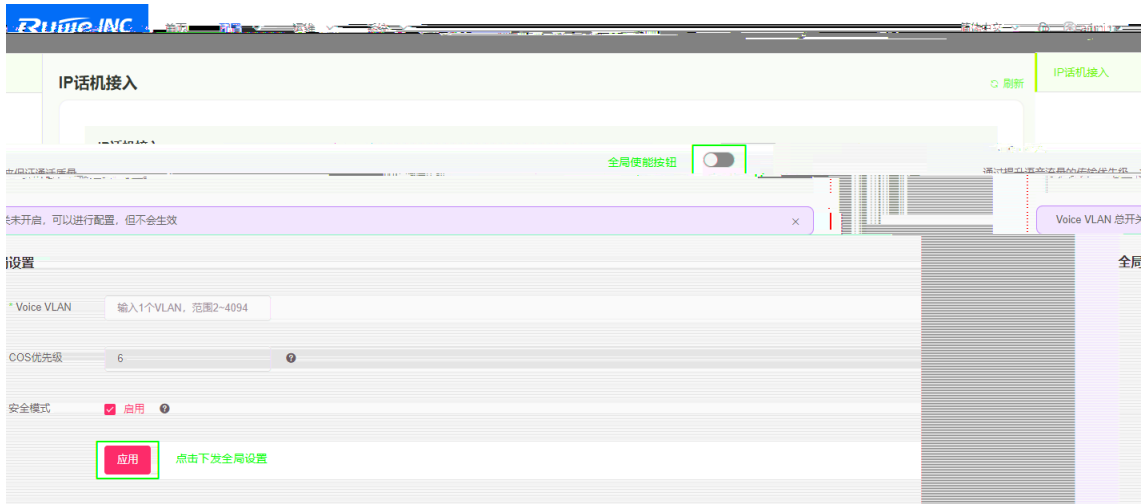 首页
IP话机接入
刷新
IP话机接入
全局使能按钮
关未开启，可以进行配置，但不会生效
×
Voice VLAN 总开关
局设置
全局
* Voice VLAN
输入1个VLAN，范围2~4094
COS优先级
6
安全模式
启用
应用
点击下发全局设置